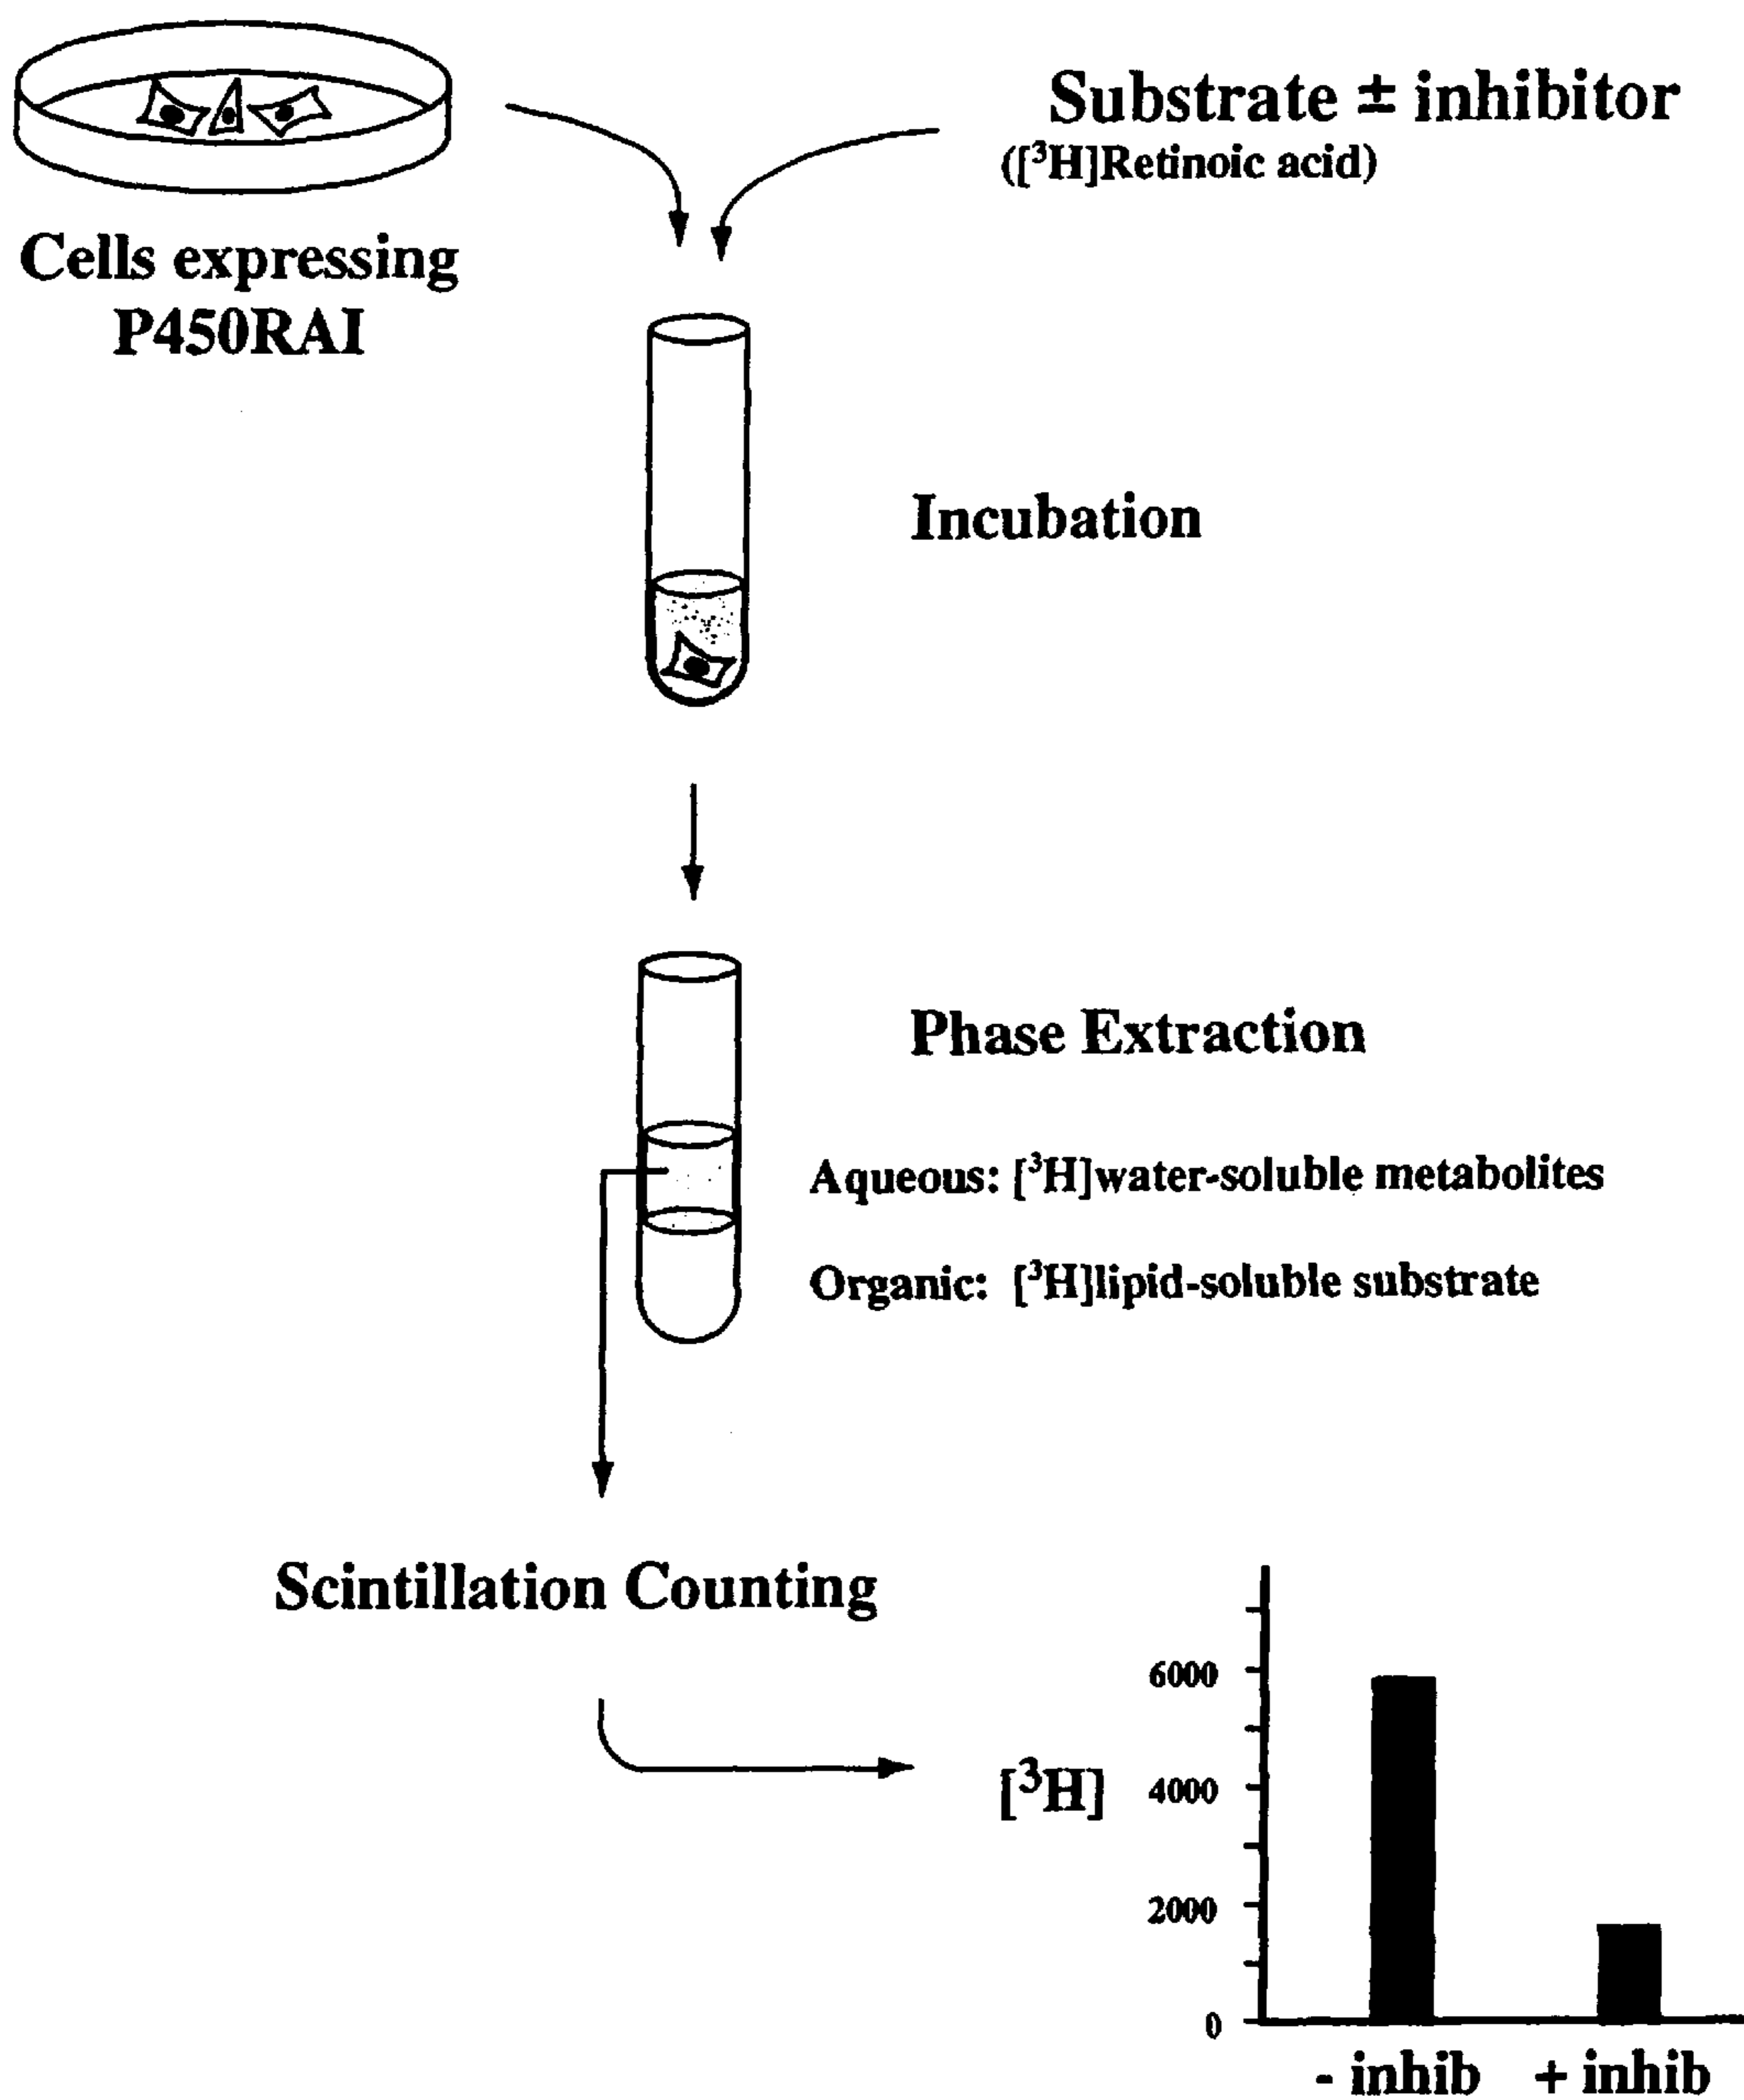 Substrate ± inhibitor
([³H]Retinoic acid)
Cells expressing
P450RAI
Incubation
Phase Extraction
Aqueous: [³H]water-soluble metabolites
Organic: [³H]lipid-soluble substrate
Scintillation Counting
[³H]
6000
4000
2000
0
- inhib + inhib